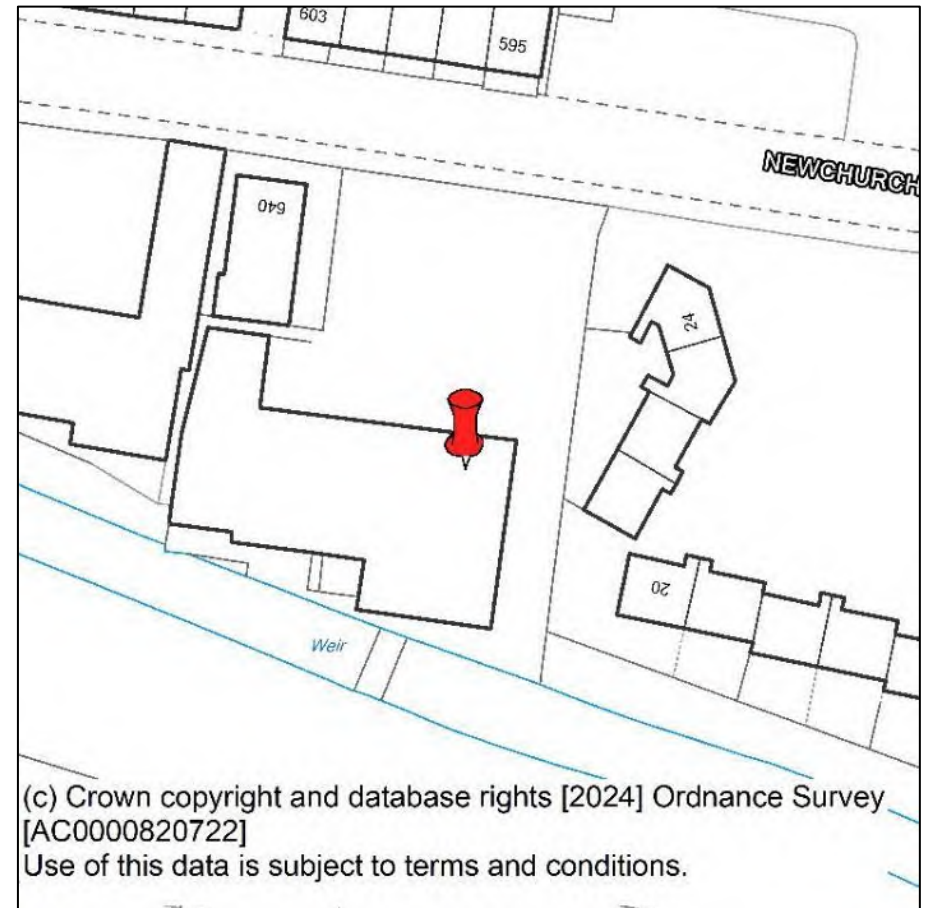 603
595
NEWCHURCH
640
24
20
Weir
(c) Crown copyright and database rights [2024] Ordnance Survey
[AC0000820722]
Use of this data is subject to terms and conditions.